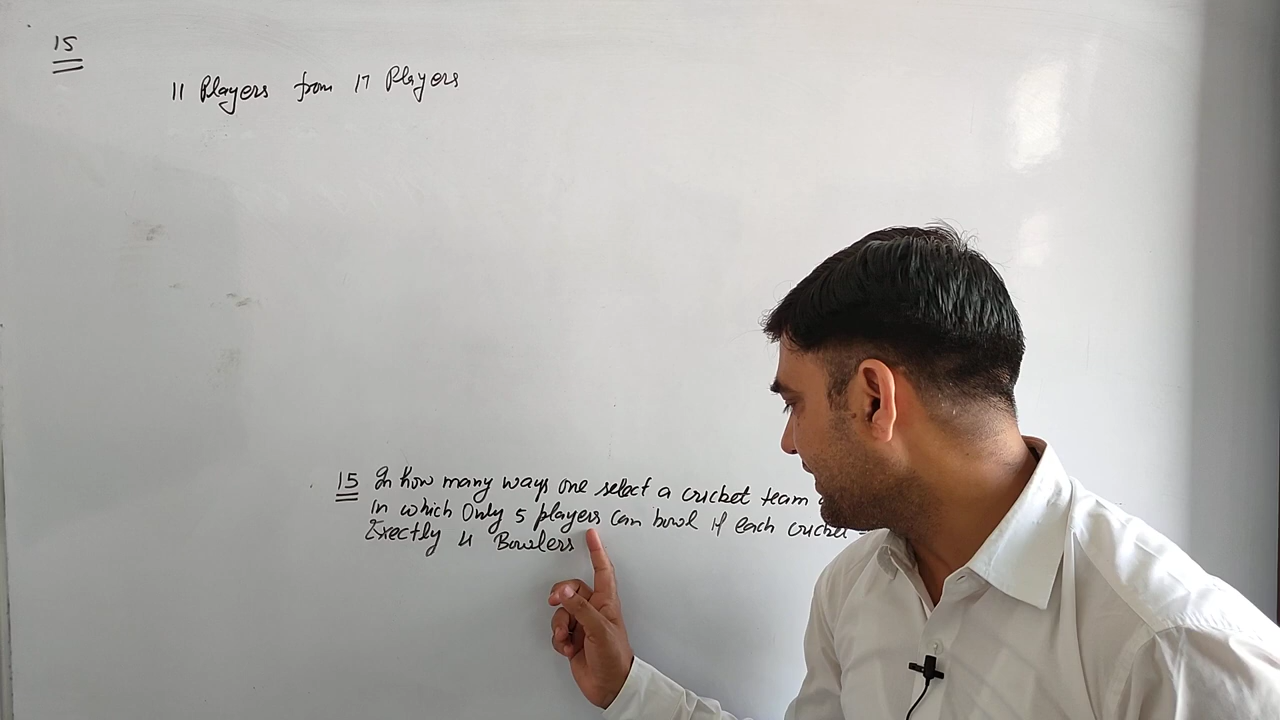 15
11 Players from 17 Players
15 In how many ways one select a cricket team
in which Only 5 players can bowl if each cricket
Exectly 4 Bowlers